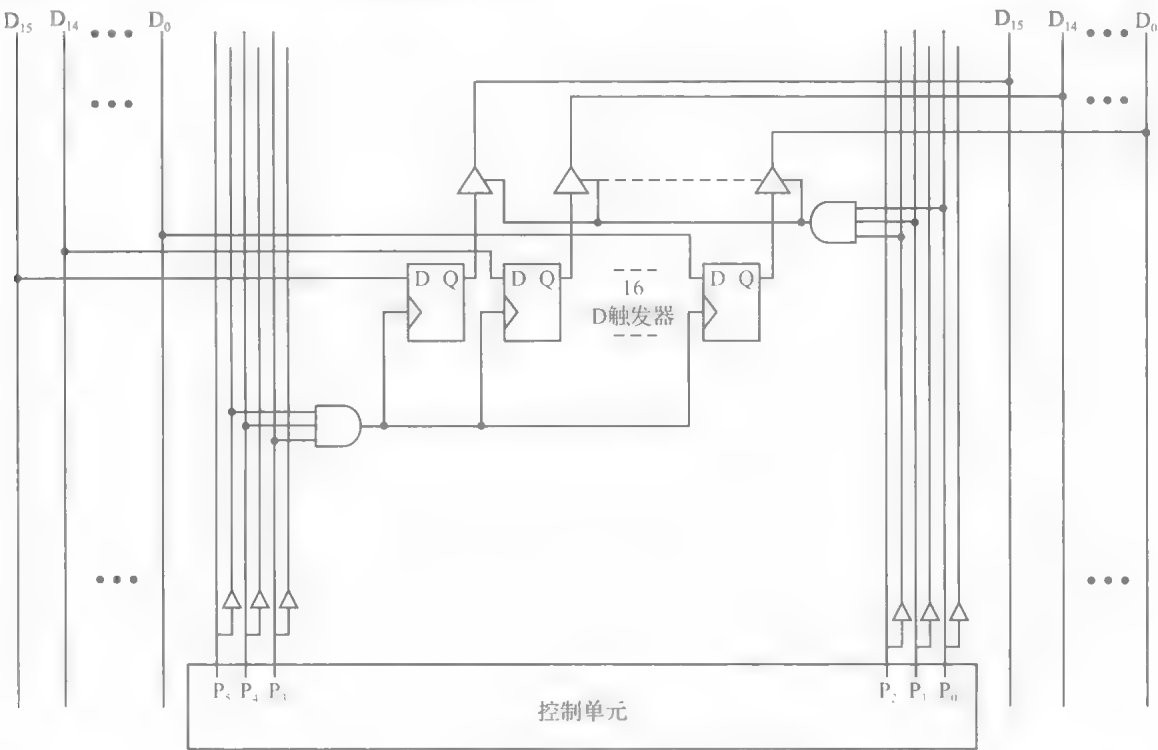 D₁₅ D₁₄ D₀ D₁₅ D₁₄ D₀
D Q D Q D Q
16
D触发器
P₅ P₄ P₃ P₂ P₁ P₀
控制单元